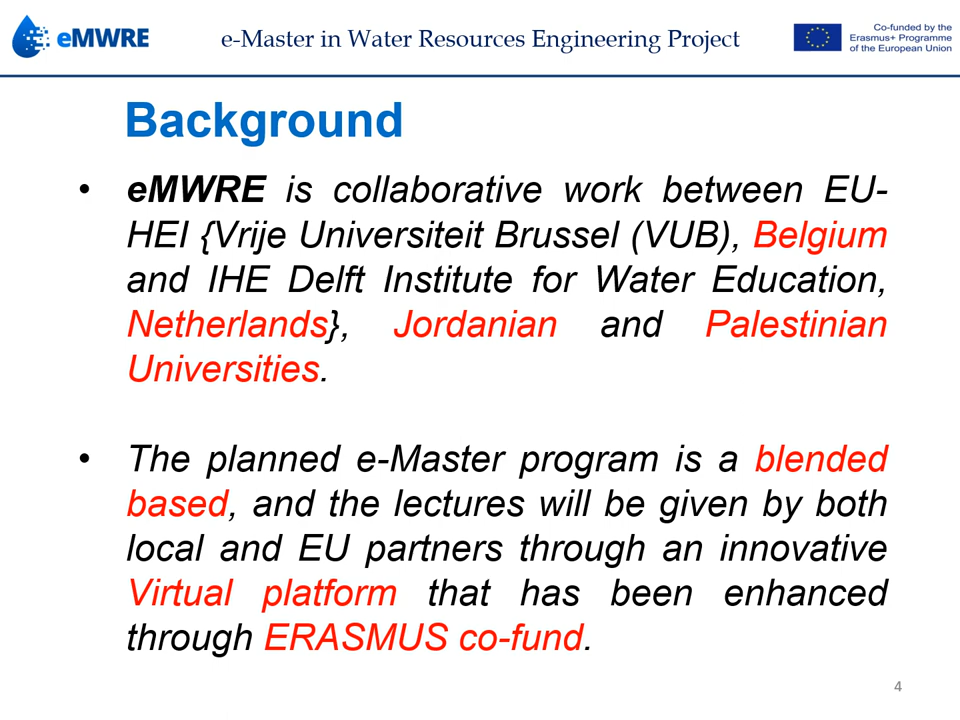 eMWRE
e-Master in Water Resources Engineering Project
Co-funded by the
Erasmus+ Programme
of the European Union
Background
• eMWRE is collaborative work between EU-
HEI {Vrije Universiteit Brussel (VUB), Belgium
and IHE Delft Institute for Water Education,
Netherlands}, Jordanian and Palestinian
Universities.
• The planned e-Master program is a blended
based, and the lectures will be given by both
local and EU partners through an innovative
Virtual platform that has been enhanced
through ERASMUS co-fund.
4